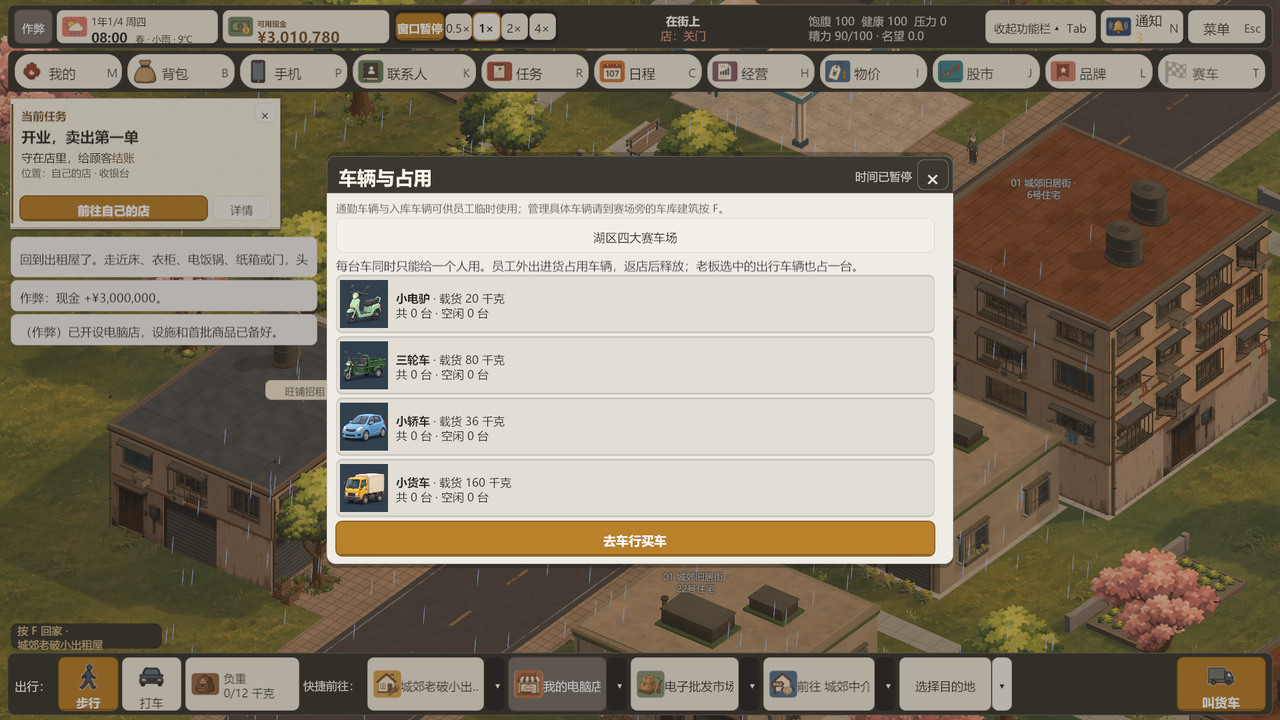 作弊
1年1/4 周四
08:00 春·小雨·9℃
可用现金
¥3,010,780
窗口暂停
0.5×
1×
2×
4×
在街上
店：关门
饱腹 100 健康 100 压力 0
精力 90/100 · 名望 0.0
收起功能栏 ▴ Tab
通知
3
N
菜单 Esc
我的 M
背包 B
手机 P
联系人 K
任务 R
107
日程 C
经营 H
物价 I
股市 J
品牌 L
赛车 T
当前任务
×
开业，卖出第一单
守在店里，给顾客结账
位置：自己的店 · 收银台
前往自己的店
详情
回到出租屋了。走近床、衣柜、电饭锅、纸箱或门，头
作弊：现金 +¥3,000,000。
（作弊）已开设电脑店，设施和首批商品已备好。
旺铺招租
01 城郊旧居街 ·
6号住宅
车辆与占用
时间已暂停
×
通勤车辆与入库车辆可供员工临时使用；管理具体车辆请到赛场旁的车库建筑按 F。
湖区四大赛车场
每台车同时只能给一个人用。员工外出进货占用车辆，返店后释放；老板选中的出行车辆也占一台。
小电驴 · 载货 20 千克
共 0 台 · 空闲 0 台
三轮车 · 载货 80 千克
共 0 台 · 空闲 0 台
小轿车 · 载货 36 千克
共 0 台 · 空闲 0 台
小货车 · 载货 160 千克
共 0 台 · 空闲 0 台
去车行买车
01 城郊旧居街 ·
22号住宅
按 F 回家 ·
城郊老破小出租屋
出行：
步行
打车
负重
0/12 千克
快捷前往：
城郊老破小出..
▾
我的电脑店
▾
电子批发市场
▾
前往 城郊中介
▾
选择目的地
▾
叫货车